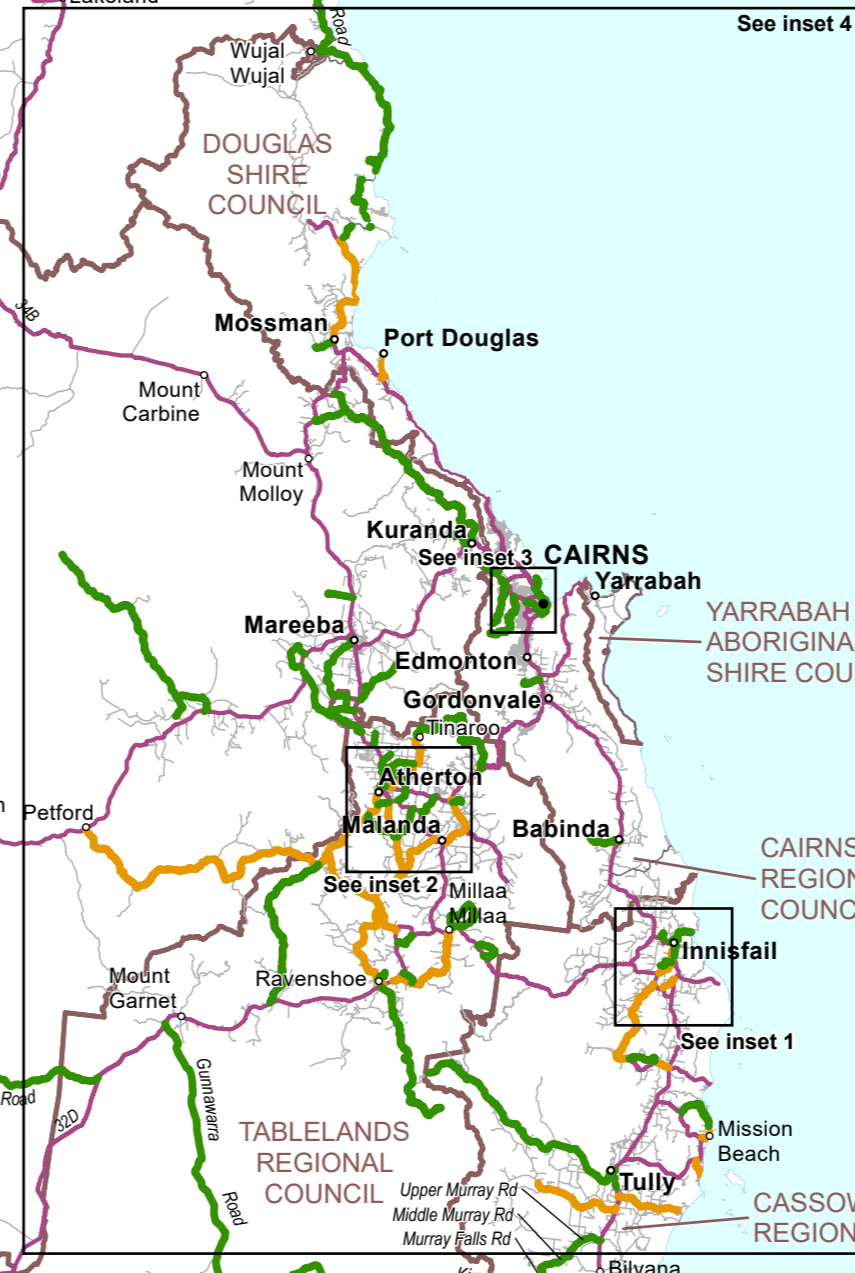 Lakeland
Road
See inset 4
Wujal
Wujal
DOUGLAS
SHIRE
COUNCIL
34B
Mossman
Port Douglas
Mount
Carbine
Mount
Molloy
Kuranda
See inset 3
CAIRNS
Yarrabah
YARRABAH
ABORIGINA
SHIRE COU
Mareeba
Edmonton
Gordonvale
Tinaroo
Atherton
Petford
Malanda
Babinda
CAIRNS
REGION
COUNC
See inset 2
Millaa
Millaa
Innisfail
Mount
Garnet
Ravenshoe
See inset 1
Road
32D
Gunnawarra
Road
TABLELANDS
REGIONAL
COUNCIL
Mission
Beach
Tully
Upper Murray Rd
Middle Murray Rd
Murray Falls Rd
CASSOW
REGION
Bilyana